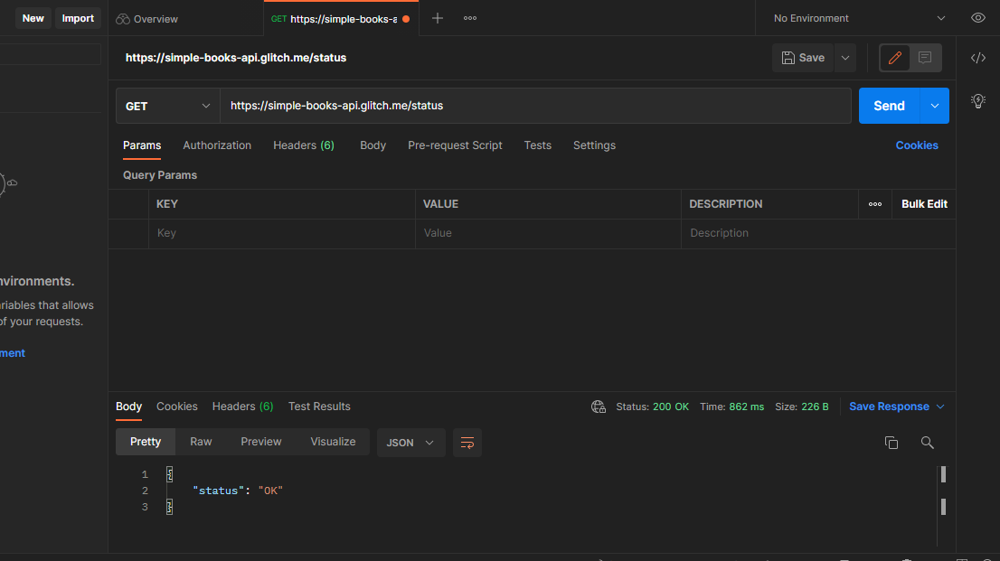 New Import Overview GET https://simple-books-a No Environment
https://simple-books-api.glitch.me/status Save
GET https://simple-books-api.glitch.me/status Send
Params Authorization Headers (6) Body Pre-request Script Tests Settings Cookies
Query Params
KEY VALUE DESCRIPTION Bulk Edit
Key Value Description
nvironments.
ariables that allows
of your requests.
ment
Body Cookies Headers (6) Test Results Status: 200 OK Time: 862 ms Size: 226 B Save Response
Pretty Raw Preview Visualize JSON
1 {
2 "status": "OK"
3 }